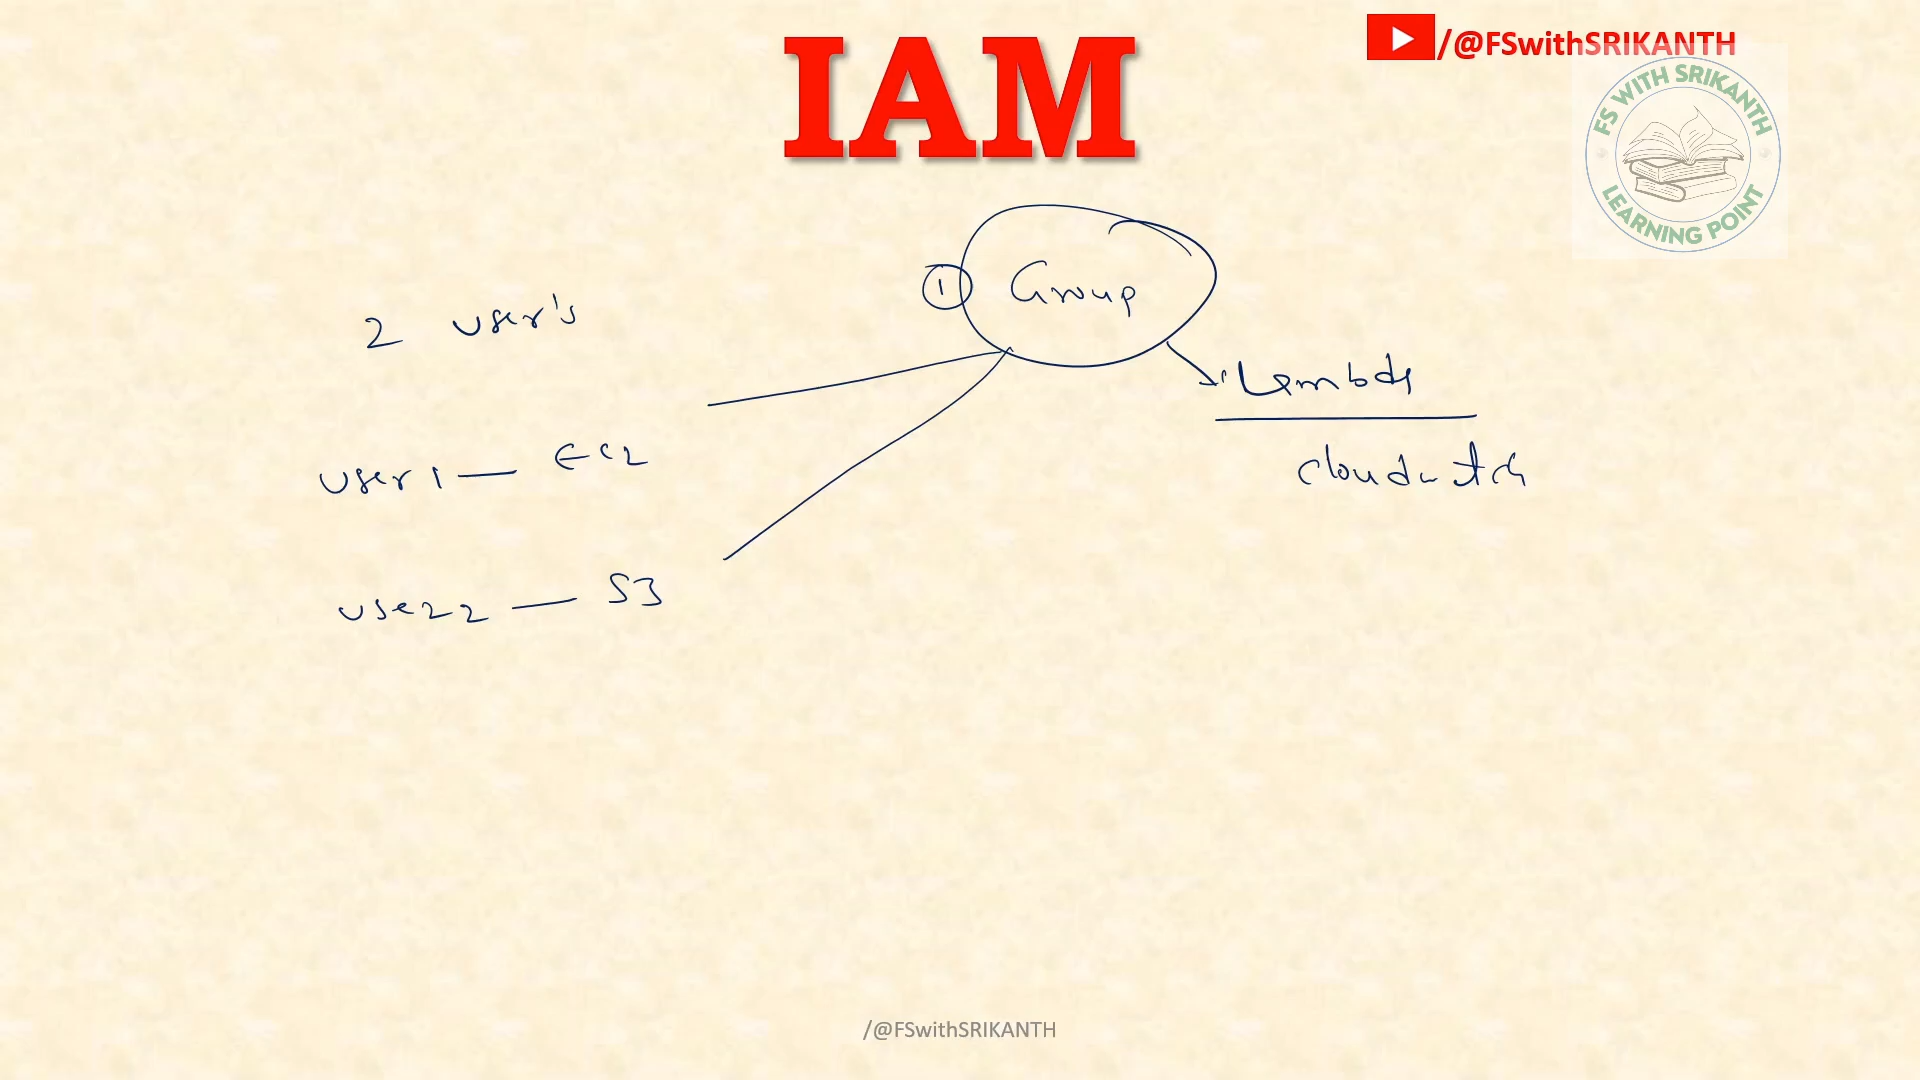 IAM
/@FSwithSRIKANTH
FS WITH SRIKANTH
LEARNING POINT
1 Group
2 user's
Lambda
user 1 — EC2
cloudwatch
user2 — S3
/@FSwithSRIKANTH